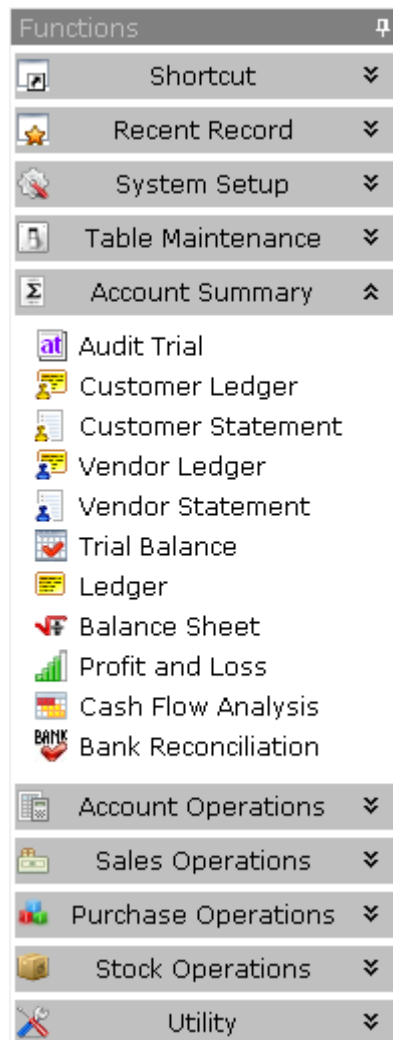 Functions
Shortcut
Recent Record
System Setup
Table Maintenance
Account Summary
at Audit Trial
Customer Ledger
Customer Statement
Vendor Ledger
Vendor Statement
Trial Balance
Ledger
Balance Sheet
Profit and Loss
Cash Flow Analysis
BANK Bank Reconciliation
Account Operations
Sales Operations
Purchase Operations
Stock Operations
Utility